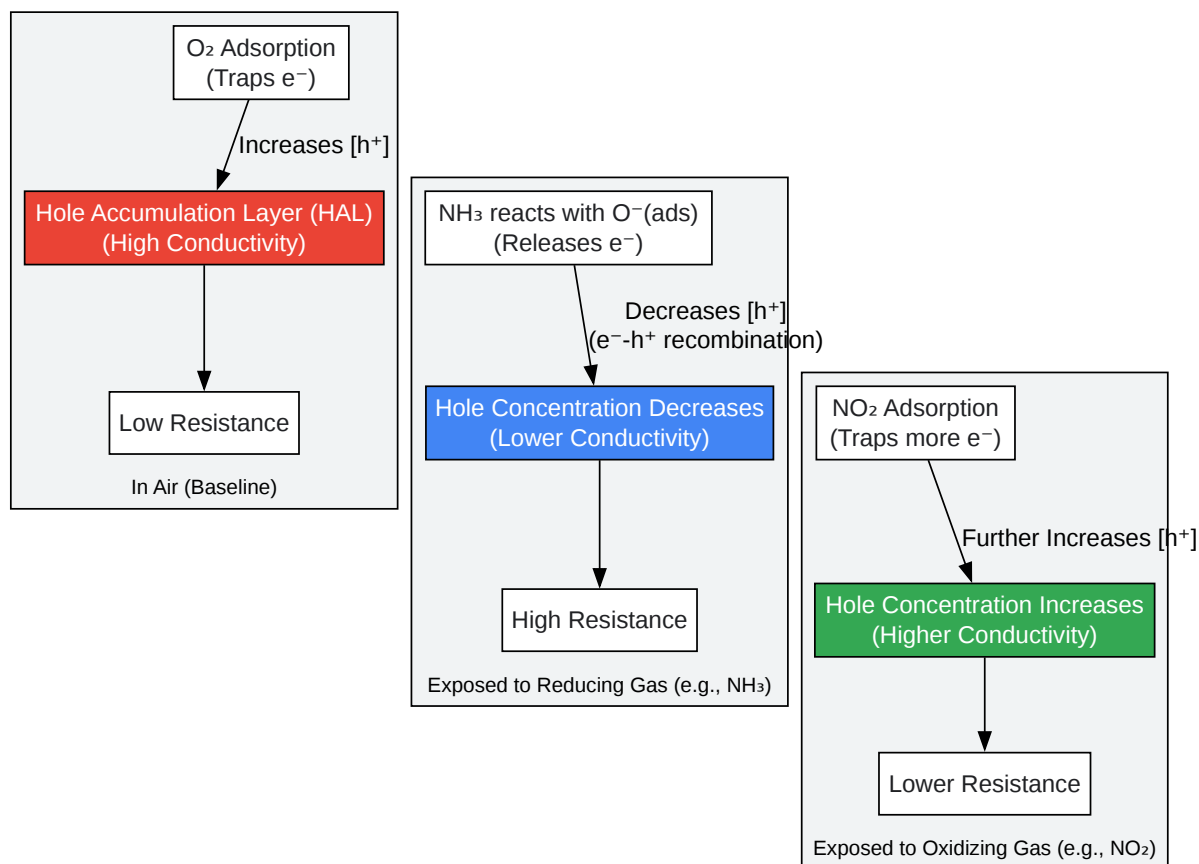 O₂ Adsorption
(Traps e⁻)
Increases [h⁺]
Hole Accumulation Layer (HAL)
(High Conductivity)
Low Resistance
In Air (Baseline)
NH₃ reacts with O⁻(ads)
(Releases e⁻)
Decreases [h⁺]
(e⁻-h⁺ recombination)
Hole Concentration Decreases
(Lower Conductivity)
High Resistance
Exposed to Reducing Gas (e.g., NH₃)
NO₂ Adsorption
(Traps more e⁻)
Further Increases [h⁺]
Hole Concentration Increases
(Higher Conductivity)
Lower Resistance
Exposed to Oxidizing Gas (e.g., NO₂)